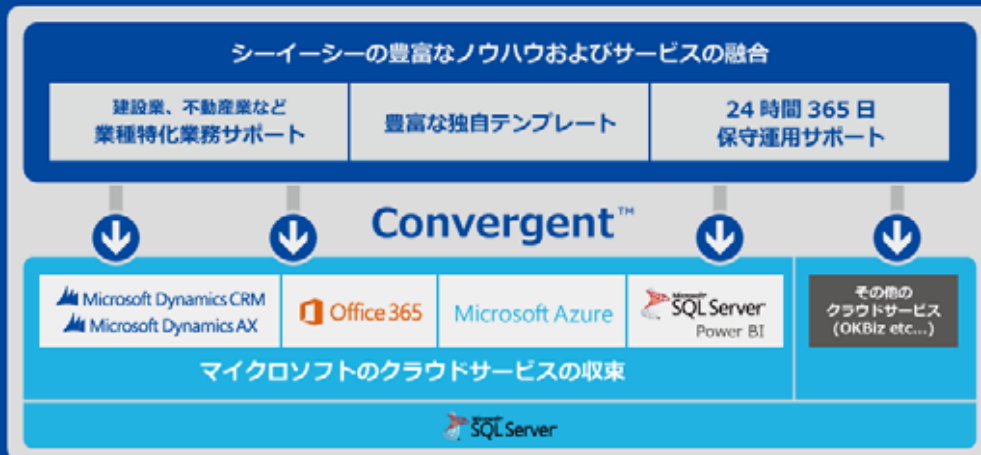 シーイーシーの豊富なノウハウおよびサービスの融合
建設業、不動産業など
業種特化業務サポート
豊富な独自テンプレート
24時間365日
保守運用サポート
Convergent™
Microsoft Dynamics CRM
Microsoft Dynamics AX
Office 365
Microsoft Azure
Microsoft
SQL Server
Power BI
その他の
クラウドサービス
(OKBiz etc...)
マイクロソフトのクラウドサービスの収束
Microsoft
SQL Server